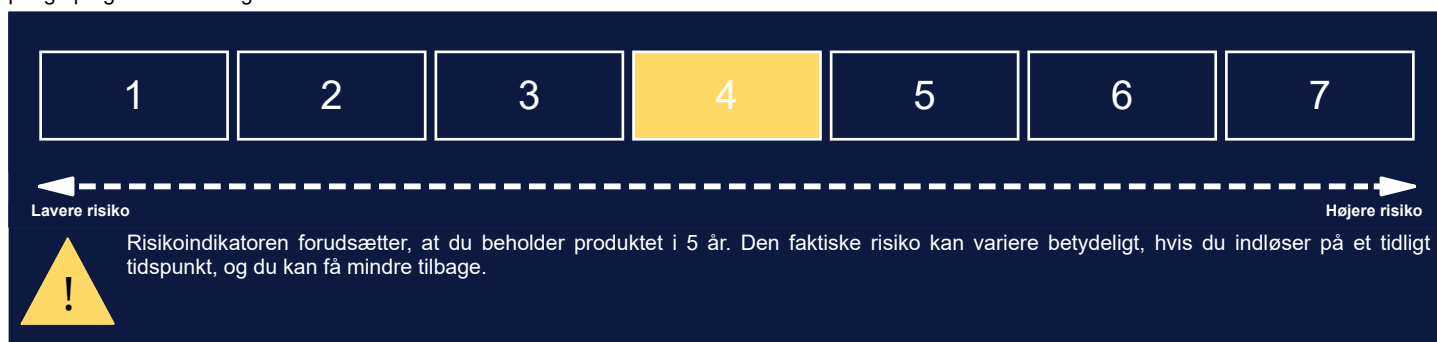 1 2 3 4 5 6 7
Lavere risiko Højere risiko
Risikoindikatoren forudsætter, at du beholder produktet i 5 år. Den faktiske risiko kan variere betydeligt, hvis du indløser på et tidligt
tidspunkt, og du kan få mindre tilbage.
!